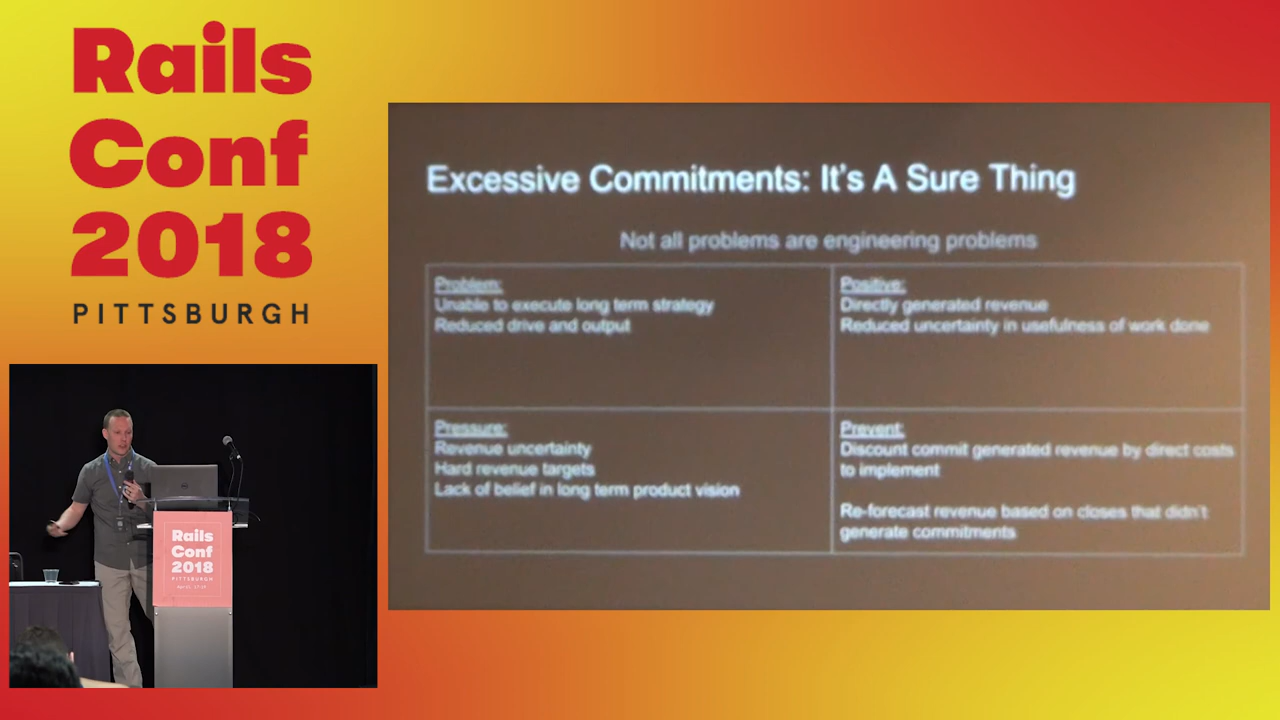 Rails
Conf
2018
PITTSBURGH
Excessive Commitments: It's A Sure Thing
Not all problems are engineering problems
Problem:
Unable to execute long term strategy
Reduced drive and output
Positive:
Directly generated revenue
Reduced uncertainty in usefulness of work done
Pressure:
Revenue uncertainty
Hard revenue targets
Lack of belief in long term product vision
Prevent:
Discount commit generated revenue by direct costs
to implement
Re-forecast revenue based on closes that didn't
generate commitments
Rails
Conf
2018
PITTSBURGH